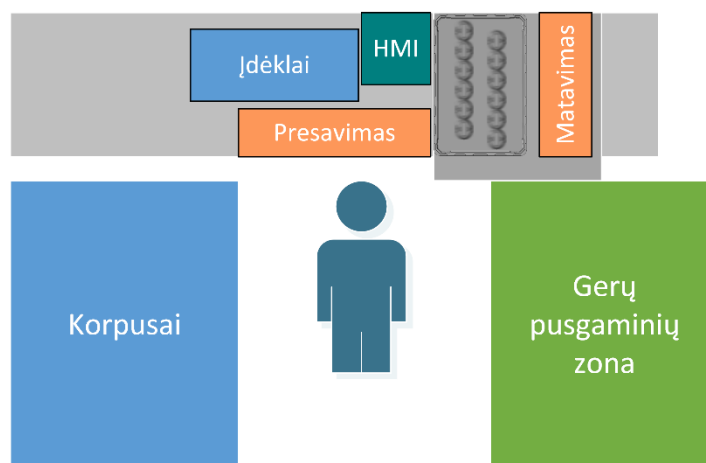 Įdėklai
HMI
Presavimas
Matavimas
Korpusai
Gerų
pusgaminių
zona